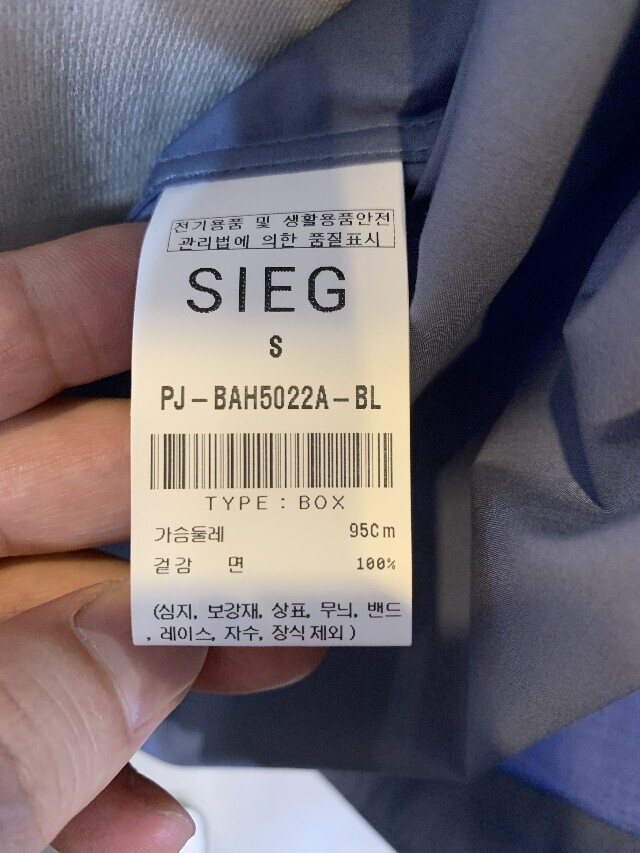 전기용품 및 생활용품안전
관리법에 의한 품질표시
SIEG
S
PJ-BAH5022A-BL
TYPE : BOX
가슴둘레 95Cm
겉감 면 100%
(심지, 보강재, 상표, 무늬, 밴드
, 레이스, 자수, 장식제외)